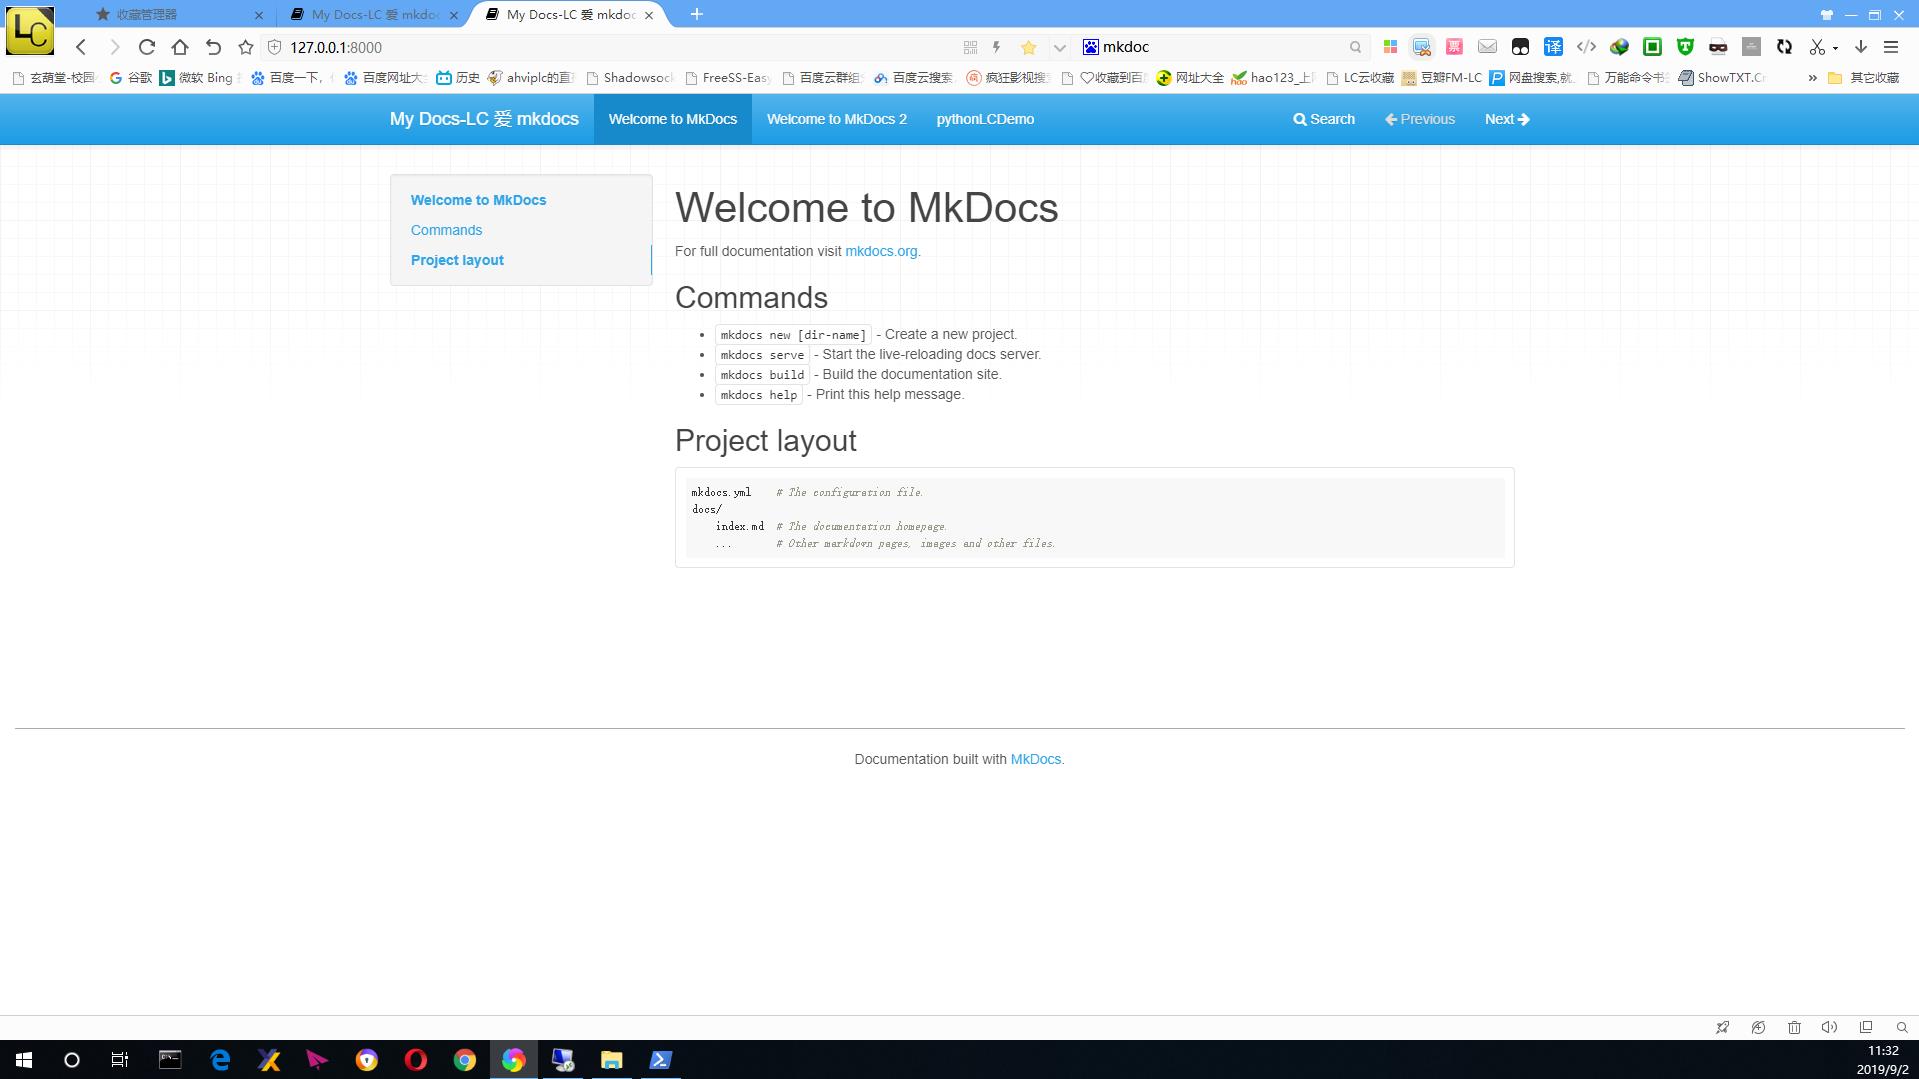 LC
收藏管理器
My Docs-LC 爱 mkdoc
My Docs-LC 爱 mkdoc
127.0.0.1:8000
mkdoc
玄萌堂-校园
谷歌
微软 Bing
百度一下,
百度网址大
历史
ahviplc的直
Shadowsock
FreeSS-Easy
百度云群组
百度云搜索
疯狂影视搜
♡收藏到百
网址大全
hao123_上
LC云收藏
豆瓣FM-LC
网盘搜索,就
万能命令书
ShowTXT.C
»
其它收藏
My Docs-LC 爱 mkdocs
Welcome to MkDocs
Welcome to MkDocs 2
pythonLCDemo
Search
Previous
Next
Welcome to MkDocs
Commands
Project layout
Welcome to MkDocs
For full documentation visit mkdocs.org.
Commands
• mkdocs new [dir-name] - Create a new project.
• mkdocs serve - Start the live-reloading docs server.
• mkdocs build - Build the documentation site.
• mkdocs help - Print this help message.
Project layout
mkdocs.yml    # The configuration file.
docs/
    index.md  # The documentation homepage.
    ...       # Other markdown pages, images and other files.
Documentation built with MkDocs.
11:32
2019/9/2